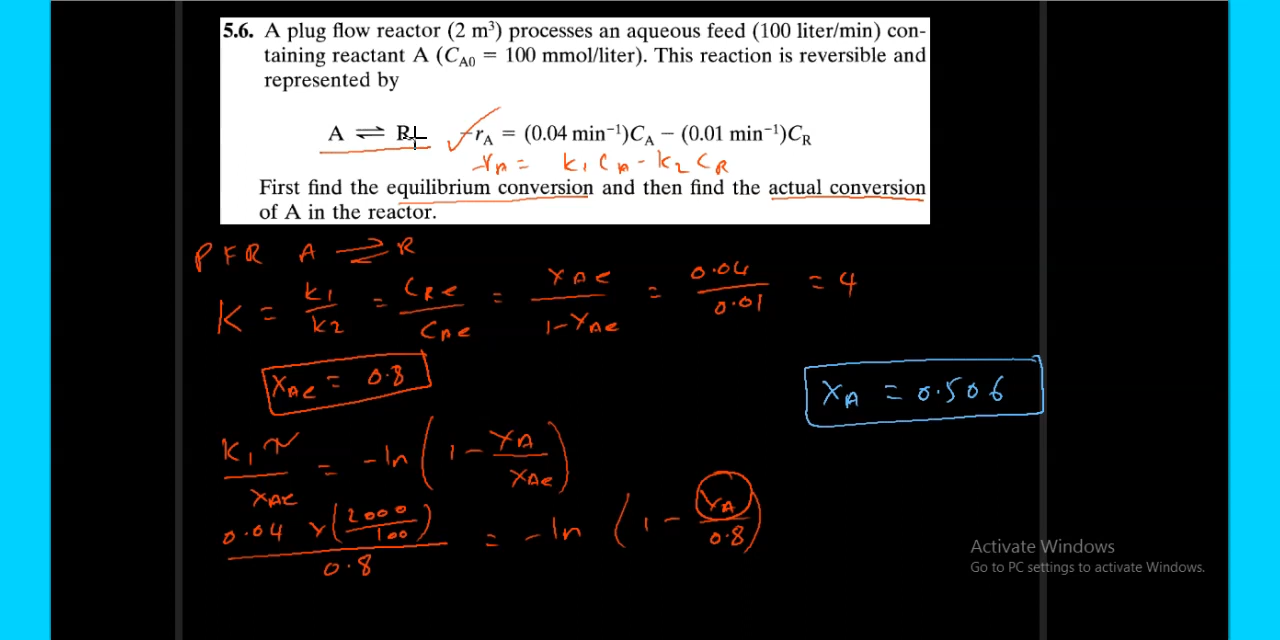 5.6. A plug flow reactor (2 m³) processes an aqueous feed (100 liter/min) con-
taining reactant A (C_A0 = 100 mmol/liter). This reaction is reversible and
represented by
A ⇌ R   -r_A = (0.04 min⁻¹)C_A − (0.01 min⁻¹)C_R
-r_A = k₁ C_A - k₂ C_R
First find the equilibrium conversion and then find the actual conversion
of A in the reactor.
PFR A ⇌ R
K = k₁/k₂ = C_Re/C_Ae = X_Ae/(1-X_Ae) = 0.04/0.01 = 4
X_Ae = 0.8
X_A = 0.506
k₁τ/X_Ae = -ln(1 - X_A/X_Ae)
0.04 × (2000/100)/0.8 = -ln(1 - X_A/0.8)
Activate Windows
Go to PC settings to activate Windows.